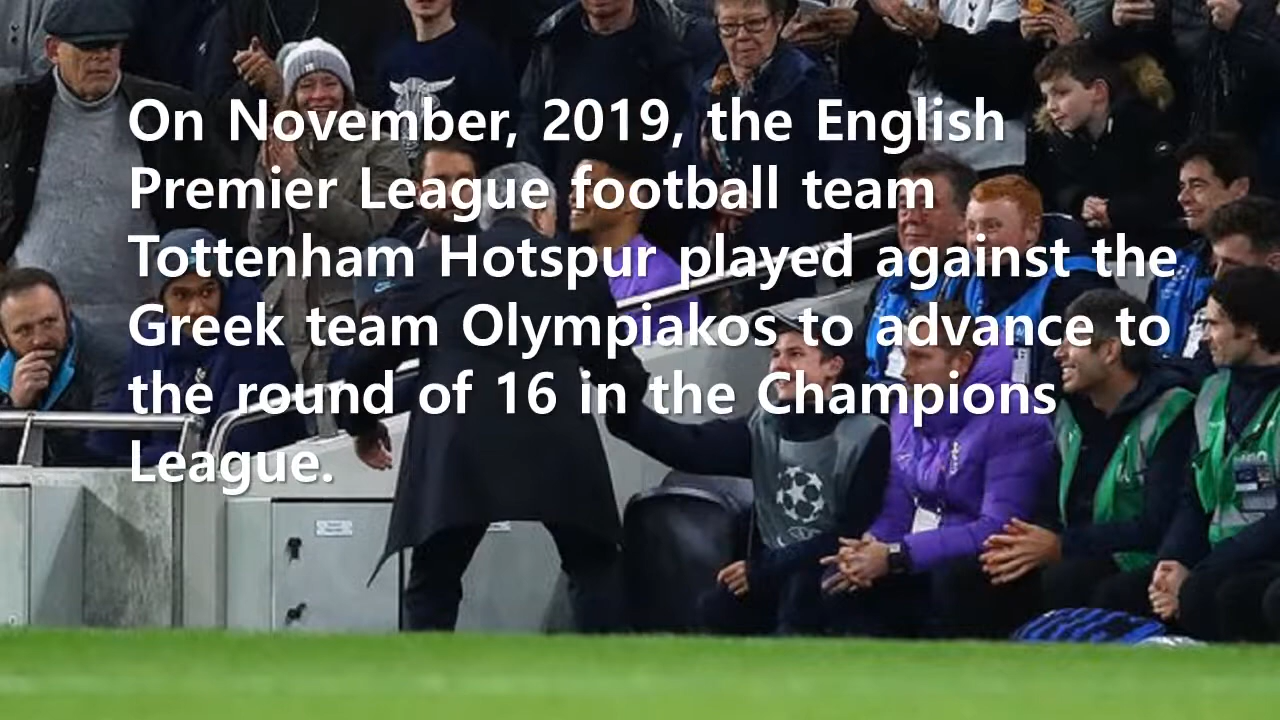 On November, 2019, the English
Premier League football team
Tottenham Hotspur played against the
Greek team Olympiakos to advance to
the round of 16 in the Champions
League.